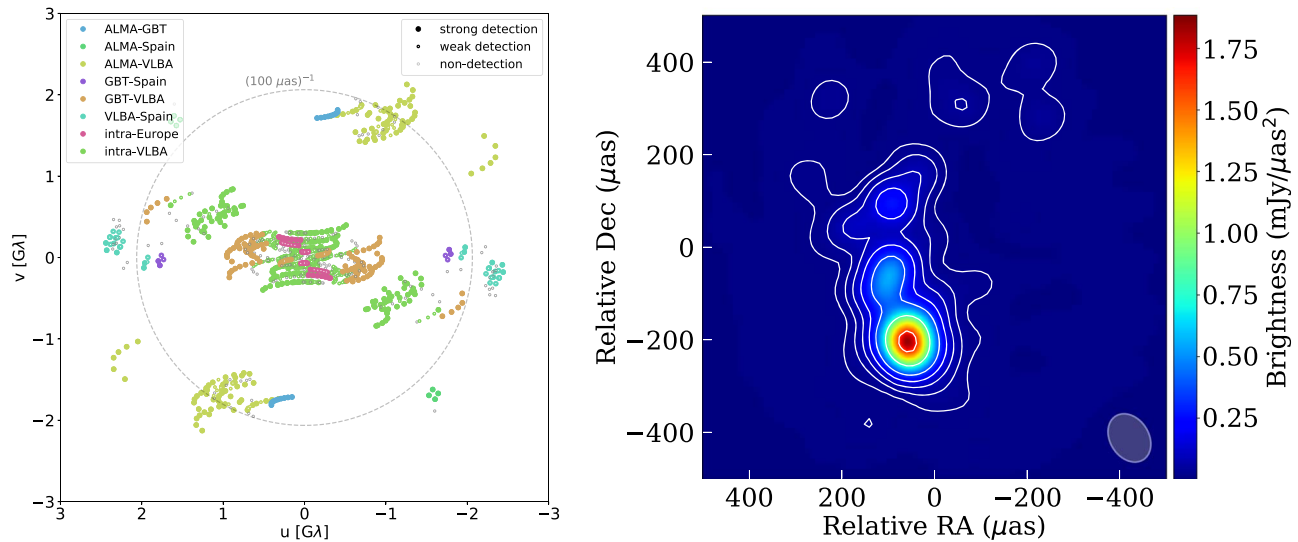 3
2
1
0
−1
−2
−3
v [Gλ]
ALMA-GBT
ALMA-Spain
ALMA-VLBA
GBT-Spain
GBT-VLBA
VLBA-Spain
intra-Europe
intra-VLBA
strong detection
weak detection
non-detection
(100 μas)⁻¹
3
2
1
0
−1
−2
−3
u [Gλ]
400
200
0
−200
−400
Relative Dec (μas)
400
200
0
−200
−400
Relative RA (μas)
1.75
1.50
1.25
1.00
0.75
0.50
0.25
Brightness (mJy/μas²)